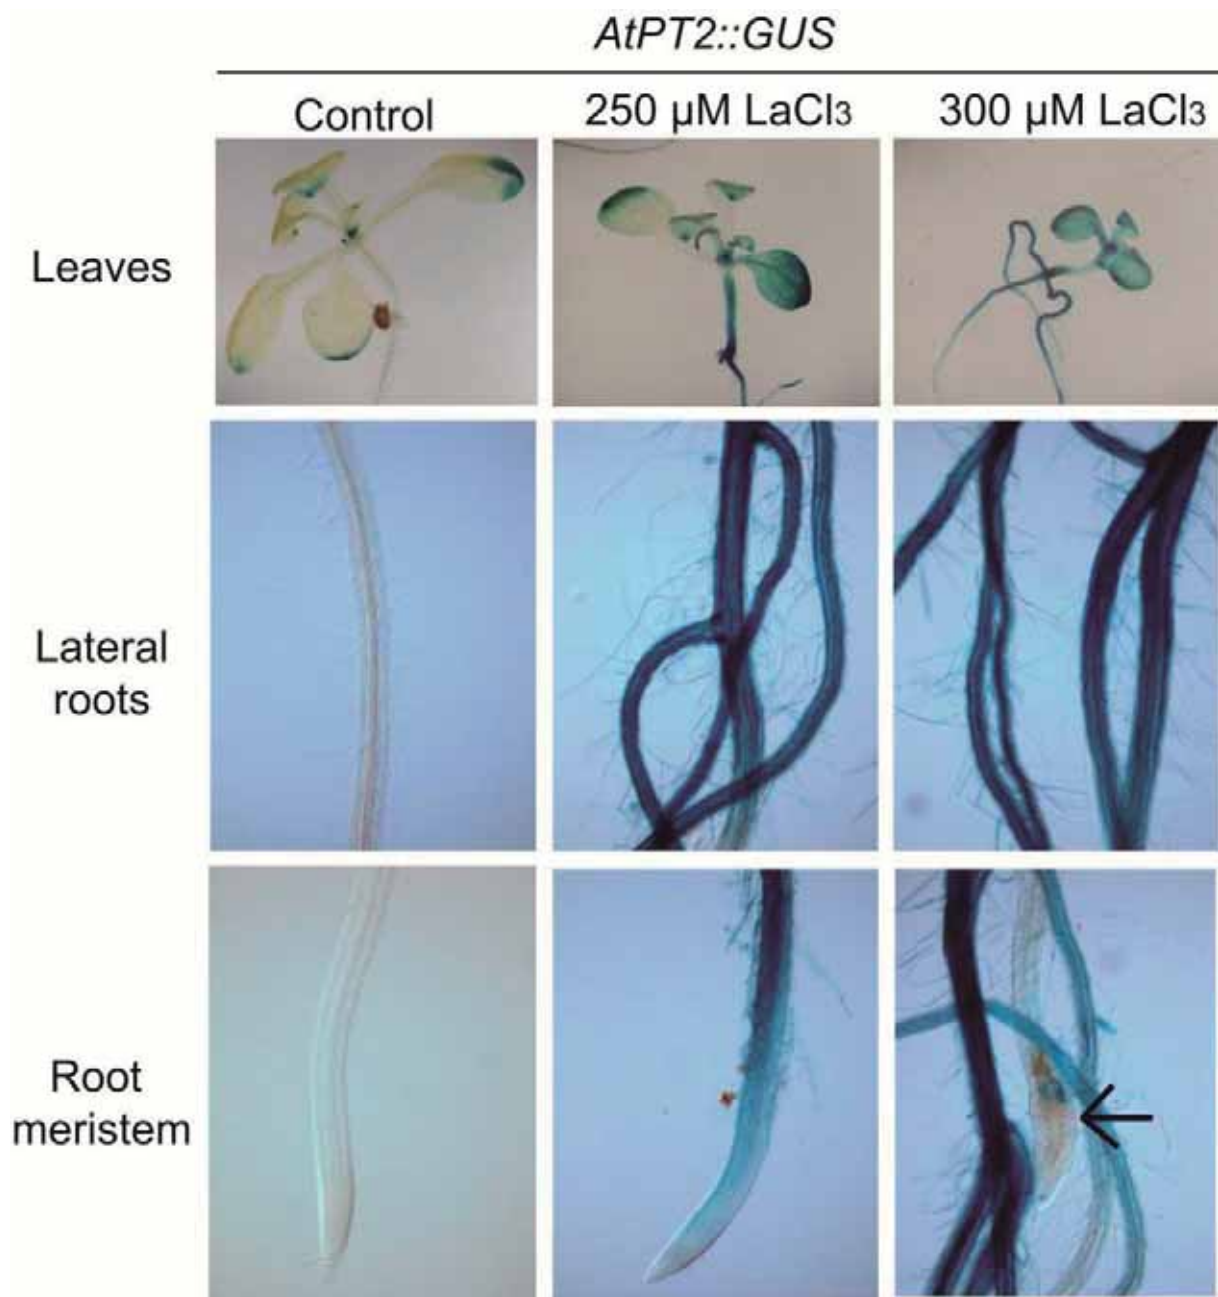 AtPT2::GUS
Control
250 µM LaCl3
300 µM LaCl3
Leaves
Lateral
roots
Root
meristem